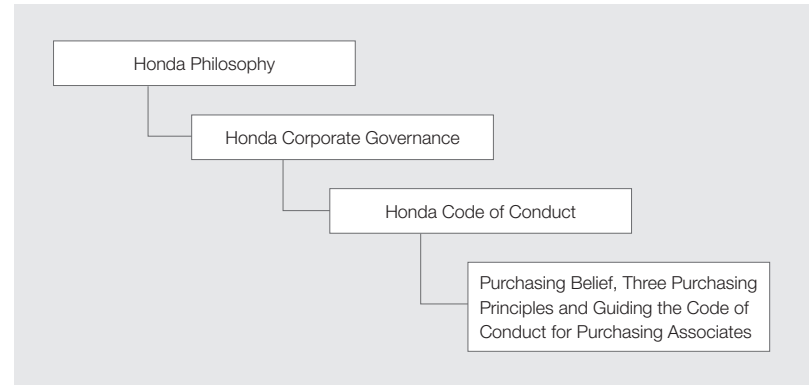 Honda Philosophy
Honda Corporate Governance
Honda Code of Conduct
Purchasing Belief, Three Purchasing
Principles and Guiding the Code of
Conduct for Purchasing Associates